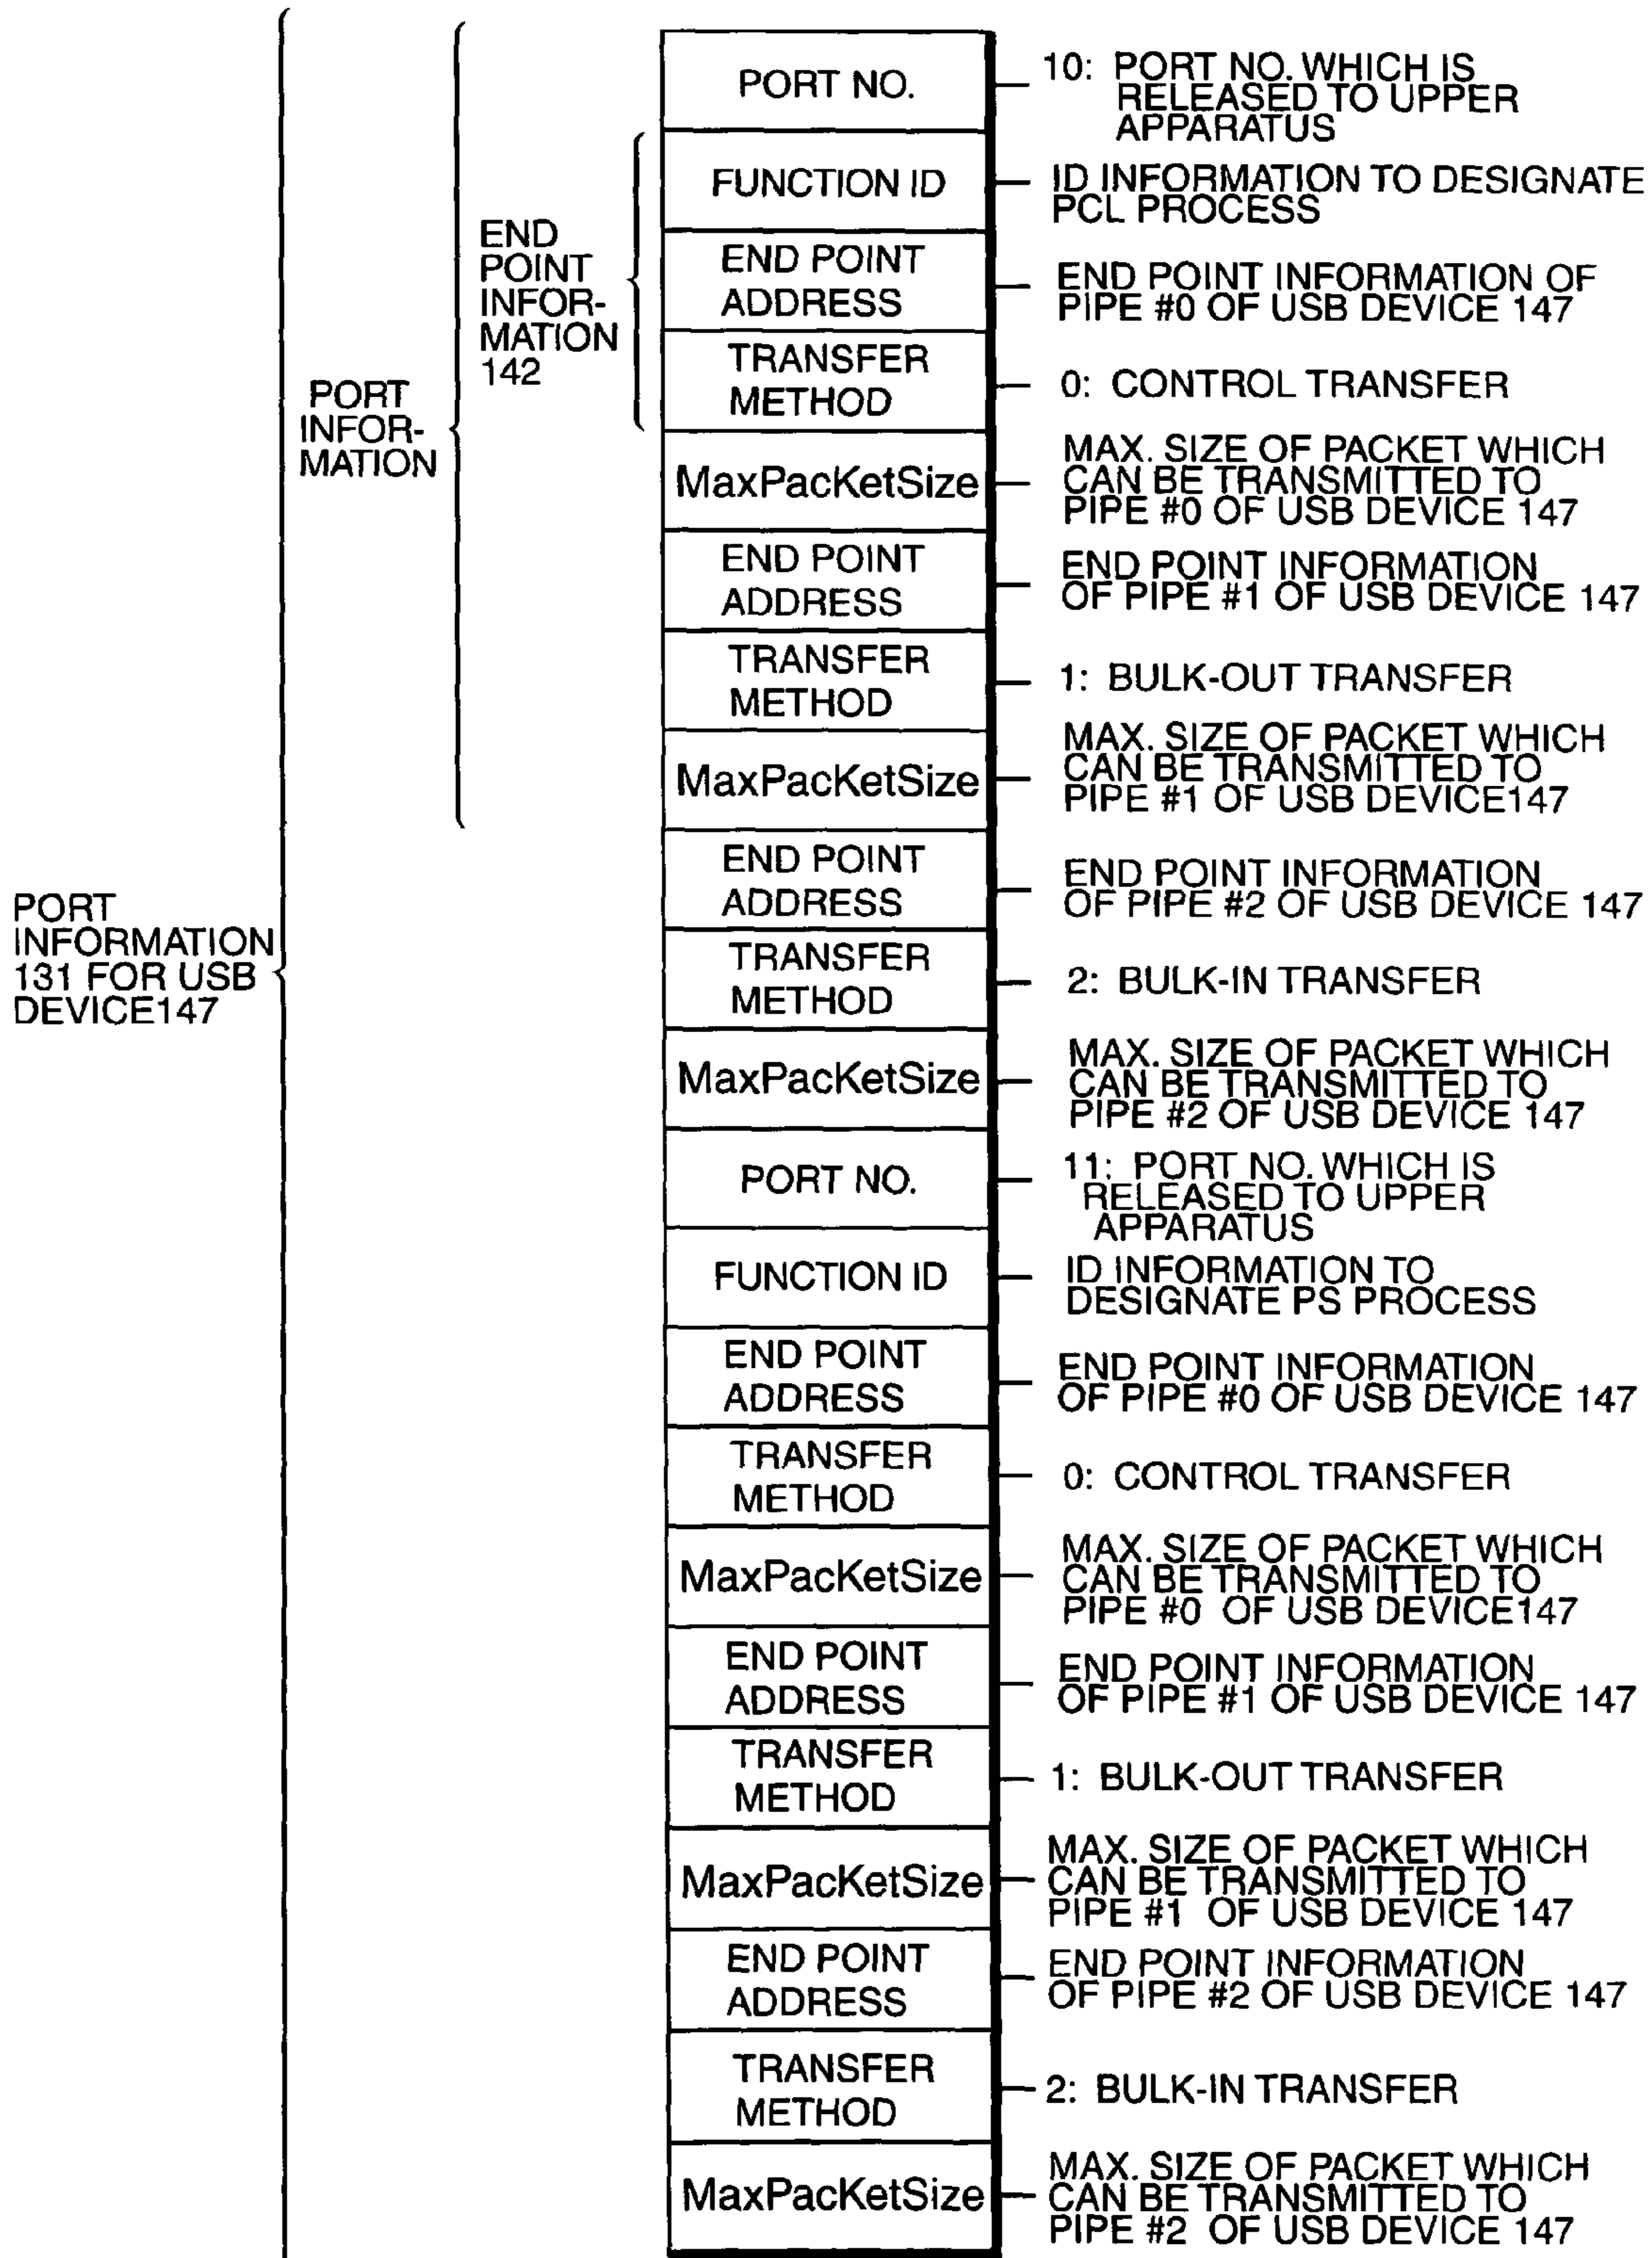 PORT
INFORMATION
131 FOR USB
DEVICE147
PORT
INFOR-
MATION
END
POINT
INFOR-
MATION
142
PORT NO.
10: PORT NO. WHICH IS
RELEASED TO UPPER
APPARATUS
FUNCTION ID
ID INFORMATION TO DESIGNATE
PCL PROCESS
END POINT
ADDRESS
END POINT INFORMATION OF
PIPE #0 OF USB DEVICE 147
TRANSFER
METHOD
0: CONTROL TRANSFER
MaxPacKetSize
MAX. SIZE OF PACKET WHICH
CAN BE TRANSMITTED TO
PIPE #0 OF USB DEVICE 147
END POINT
ADDRESS
END POINT INFORMATION
OF PIPE #1 OF USB DEVICE 147
TRANSFER
METHOD
1: BULK-OUT TRANSFER
MaxPacKetSize
MAX. SIZE OF PACKET WHICH
CAN BE TRANSMITTED TO
PIPE #1 OF USB DEVICE147
END POINT
ADDRESS
END POINT INFORMATION
OF PIPE #2 OF USB DEVICE 147
TRANSFER
METHOD
2: BULK-IN TRANSFER
MaxPacKetSize
MAX. SIZE OF PACKET WHICH
CAN BE TRANSMITTED TO
PIPE #2 OF USB DEVICE 147
PORT NO.
11: PORT NO. WHICH IS
RELEASED TO UPPER
APPARATUS
FUNCTION ID
ID INFORMATION TO
DESIGNATE PS PROCESS
END POINT
ADDRESS
END POINT INFORMATION
OF PIPE #0 OF USB DEVICE 147
TRANSFER
METHOD
0: CONTROL TRANSFER
MaxPacKetSize
MAX. SIZE OF PACKET WHICH
CAN BE TRANSMITTED TO
PIPE #0 OF USB DEVICE147
END POINT
ADDRESS
END POINT INFORMATION
OF PIPE #1 OF USB DEVICE 147
TRANSFER
METHOD
1: BULK-OUT TRANSFER
MaxPacKetSize
MAX. SIZE OF PACKET WHICH
CAN BE TRANSMITTED TO
PIPE #1 OF USB DEVICE 147
END POINT
ADDRESS
END POINT INFORMATION
OF PIPE #2 OF USB DEVICE 147
TRANSFER
METHOD
2: BULK-IN TRANSFER
MaxPacKetSize
MAX. SIZE OF PACKET WHICH
CAN BE TRANSMITTED TO
PIPE #2 OF USB DEVICE 147